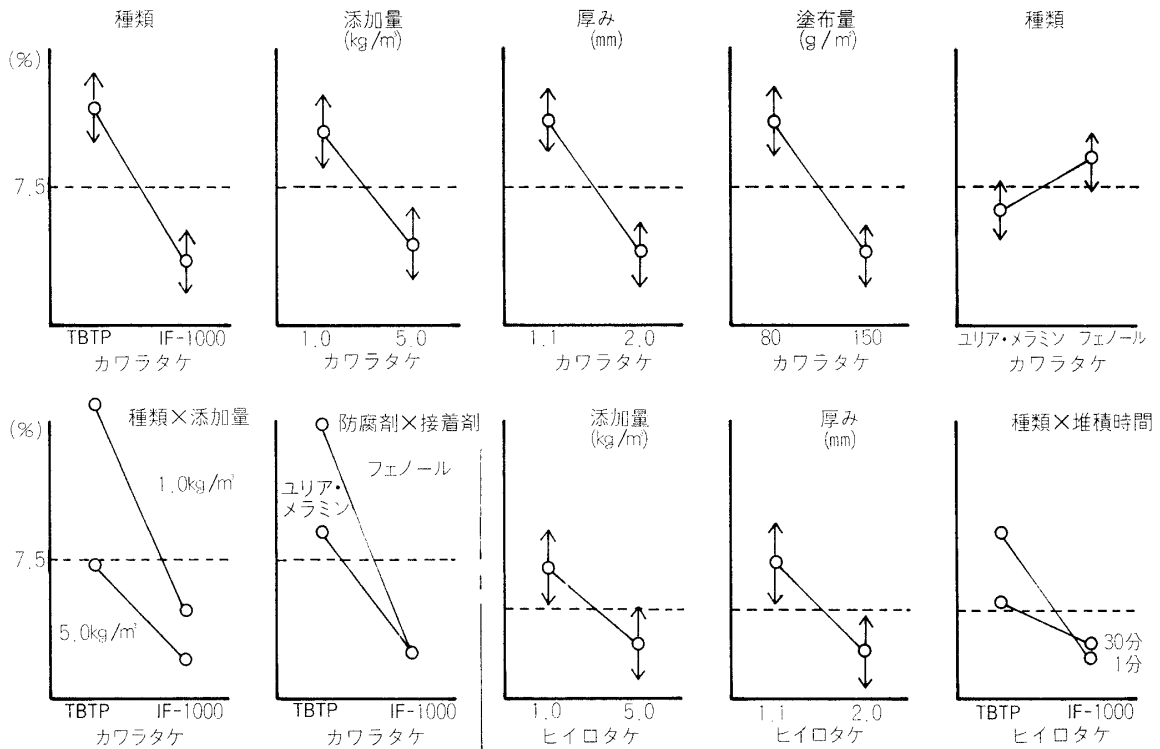 種類
(%)
7.5
TBTP IF-1000
カワラタケ
添加量
(kg/㎥)
1.0 5.0
カワラタケ
厚み
(mm)
1.1 2.0
カワラタケ
塗布量
(g/㎡)
80 150
カワラタケ
種類
ユリア・メラミン フェノール
カワラタケ
種類×添加量
(%)
1.0kg/㎥
7.5
5.0kg/㎥
TBTP IF-1000
カワラタケ
防腐剤×接着剤
フェノール
ユリア・
メラミン
TBTP IF-1000
カワラタケ
添加量
(kg/㎥)
1.0 5.0
ヒイロタケ
厚み
(mm)
1.1 2.0
ヒイロタケ
種類×堆積時間
30分
1分
TBTP IF-1000
ヒイロタケ